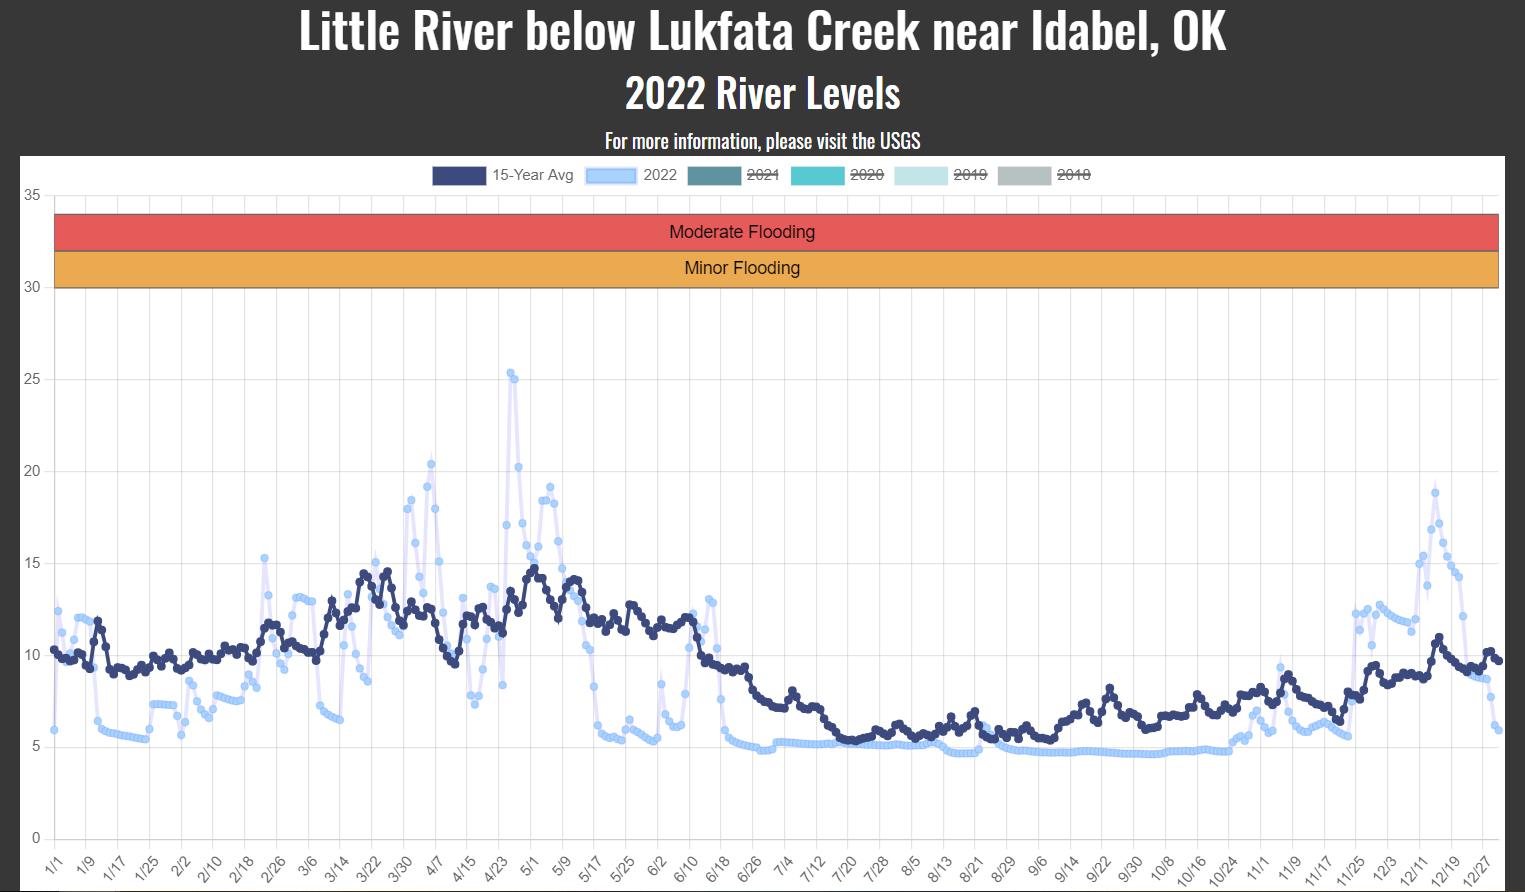 Little River below Lukfata Creek near Idabel, OK
2022 River Levels
For more information, please visit the USGS
15-Year Avg 2022 2021 2020 2019 2018
35
Moderate Flooding
Minor Flooding
30
25
20
15
10
5
0
1/1 1/9 1/17 1/25 2/2 2/10 2/18 2/26 3/6 3/14 3/22 3/30 4/7 4/15 4/23 5/1 5/9 5/17 5/25 6/2 6/10 6/18 6/26 7/4 7/12 7/20 7/28 8/5 8/13 8/21 8/29 9/6 9/14 9/22 9/30 10/8 10/16 10/24 11/1 11/9 11/17 11/25 12/3 12/11 12/19 12/27